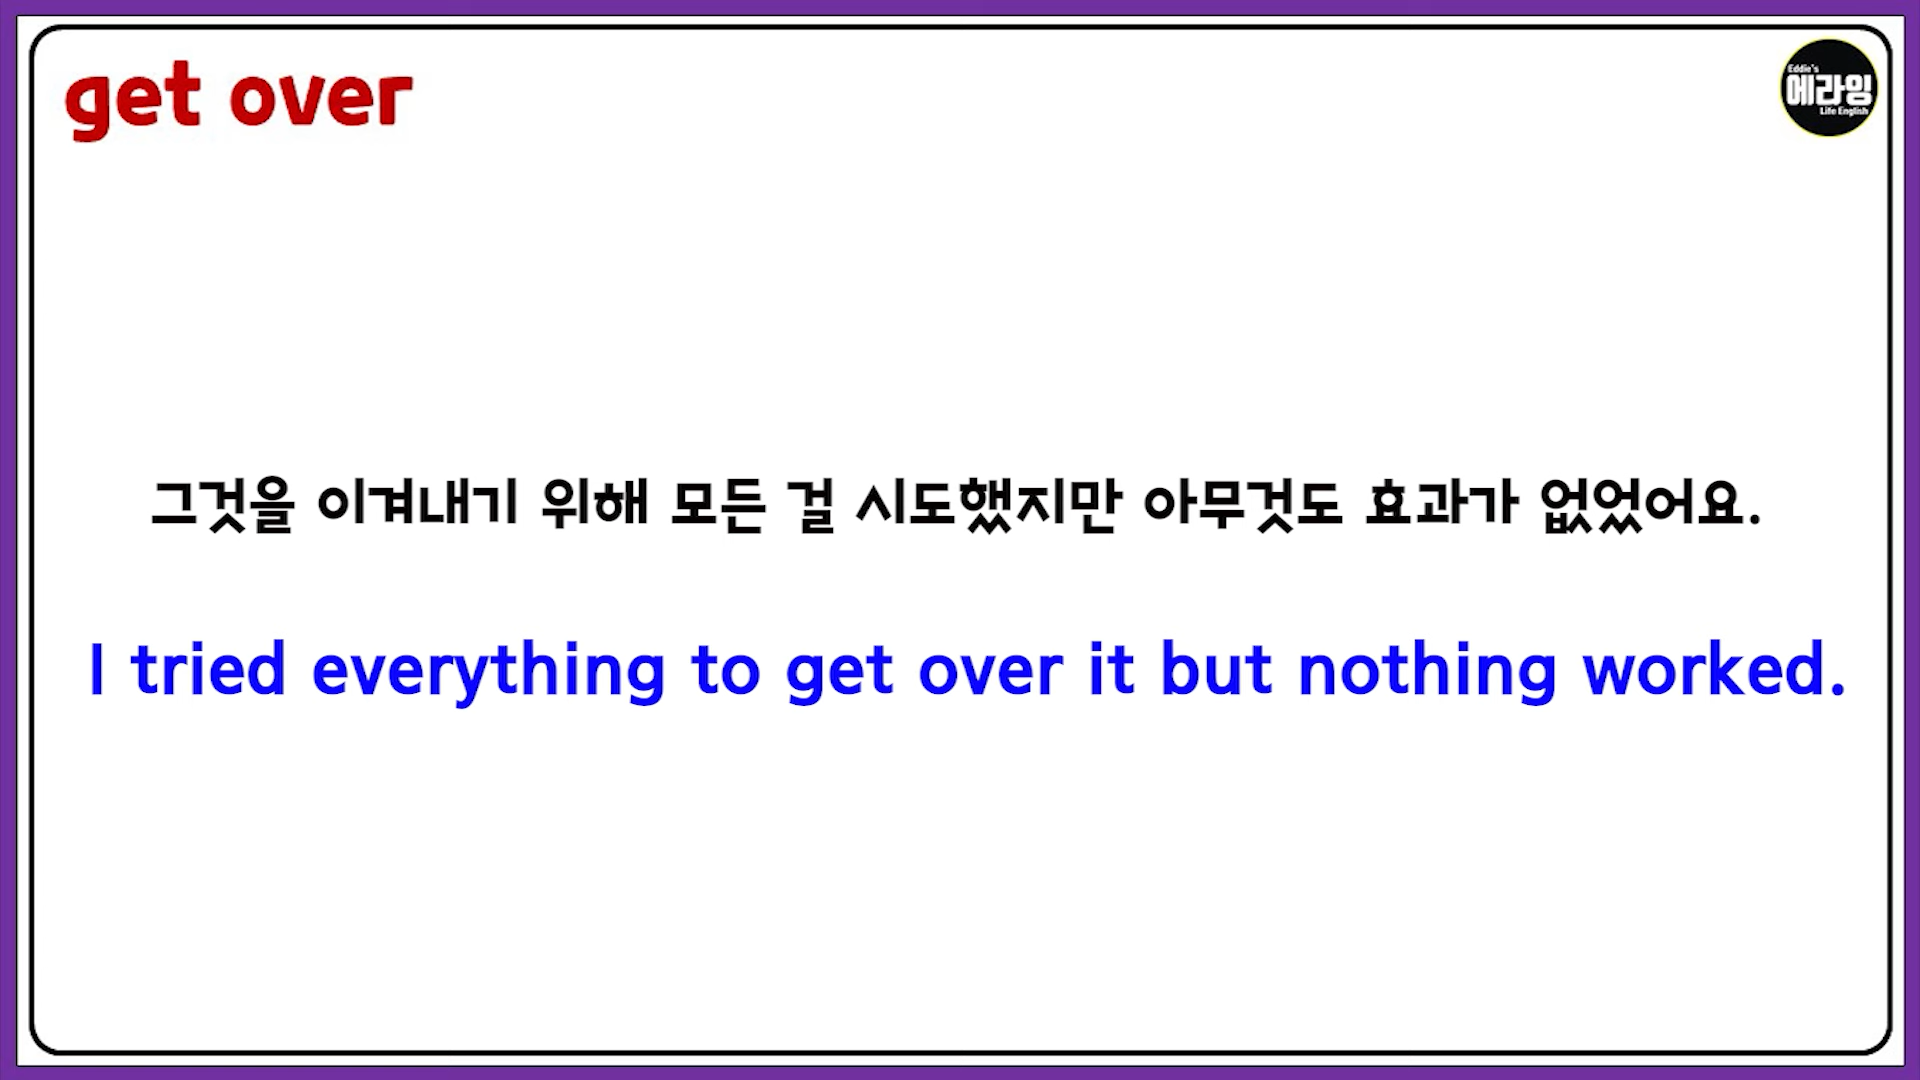 get over
Eddie's
에라잉
Life English
그것을 이겨내기 위해 모든 걸 시도했지만 아무것도 효과가 없었어요.
I tried everything to get over it but nothing worked.